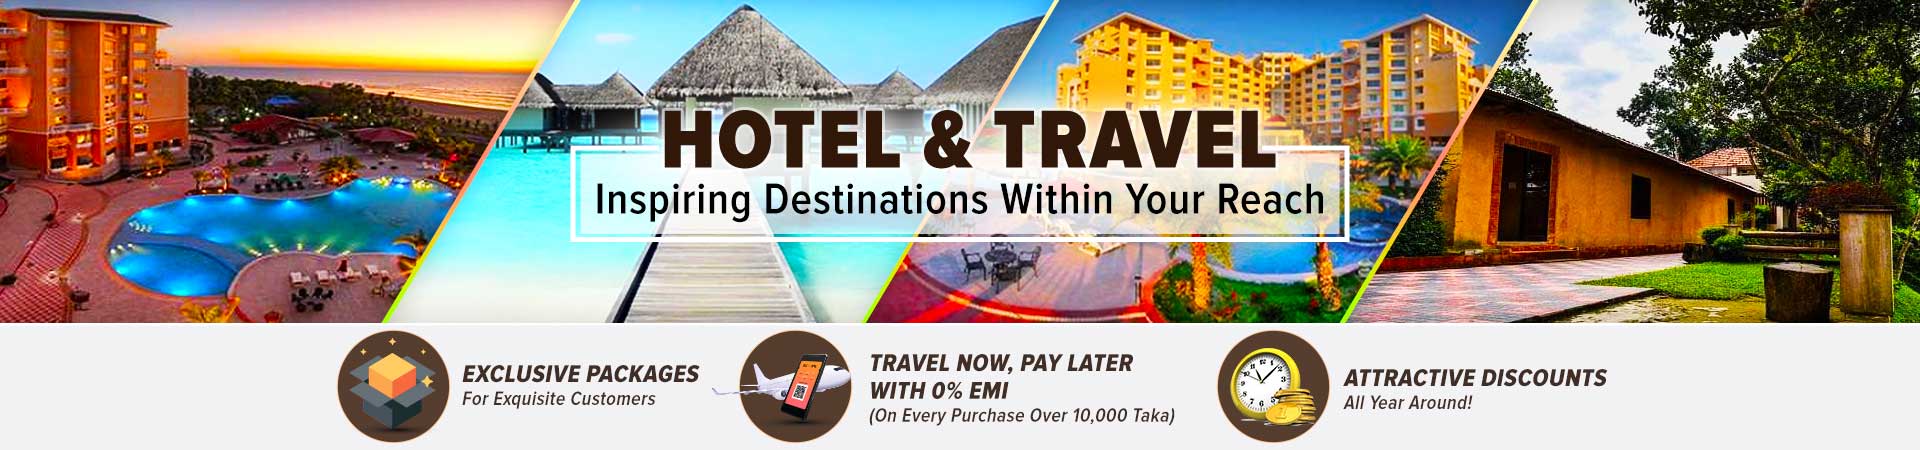 HOTEL & TRAVEL
Inspiring Destinations Within Your Reach
EXCLUSIVE PACKAGES
For Exquisite Customers
TRAVEL NOW, PAY LATER
WITH 0% EMI
(On Every Purchase Over 10,000 Taka)
ATTRACTIVE DISCOUNTS
All Year Around!